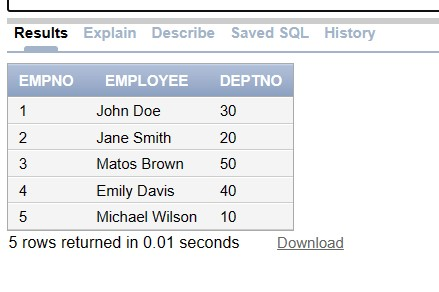 Results Explain Describe Saved SQL History
EMPNO EMPLOYEE DEPTNO
1 John Doe 30
2 Jane Smith 20
3 Matos Brown 50
4 Emily Davis 40
5 Michael Wilson 10
5 rows returned in 0.01 seconds Download